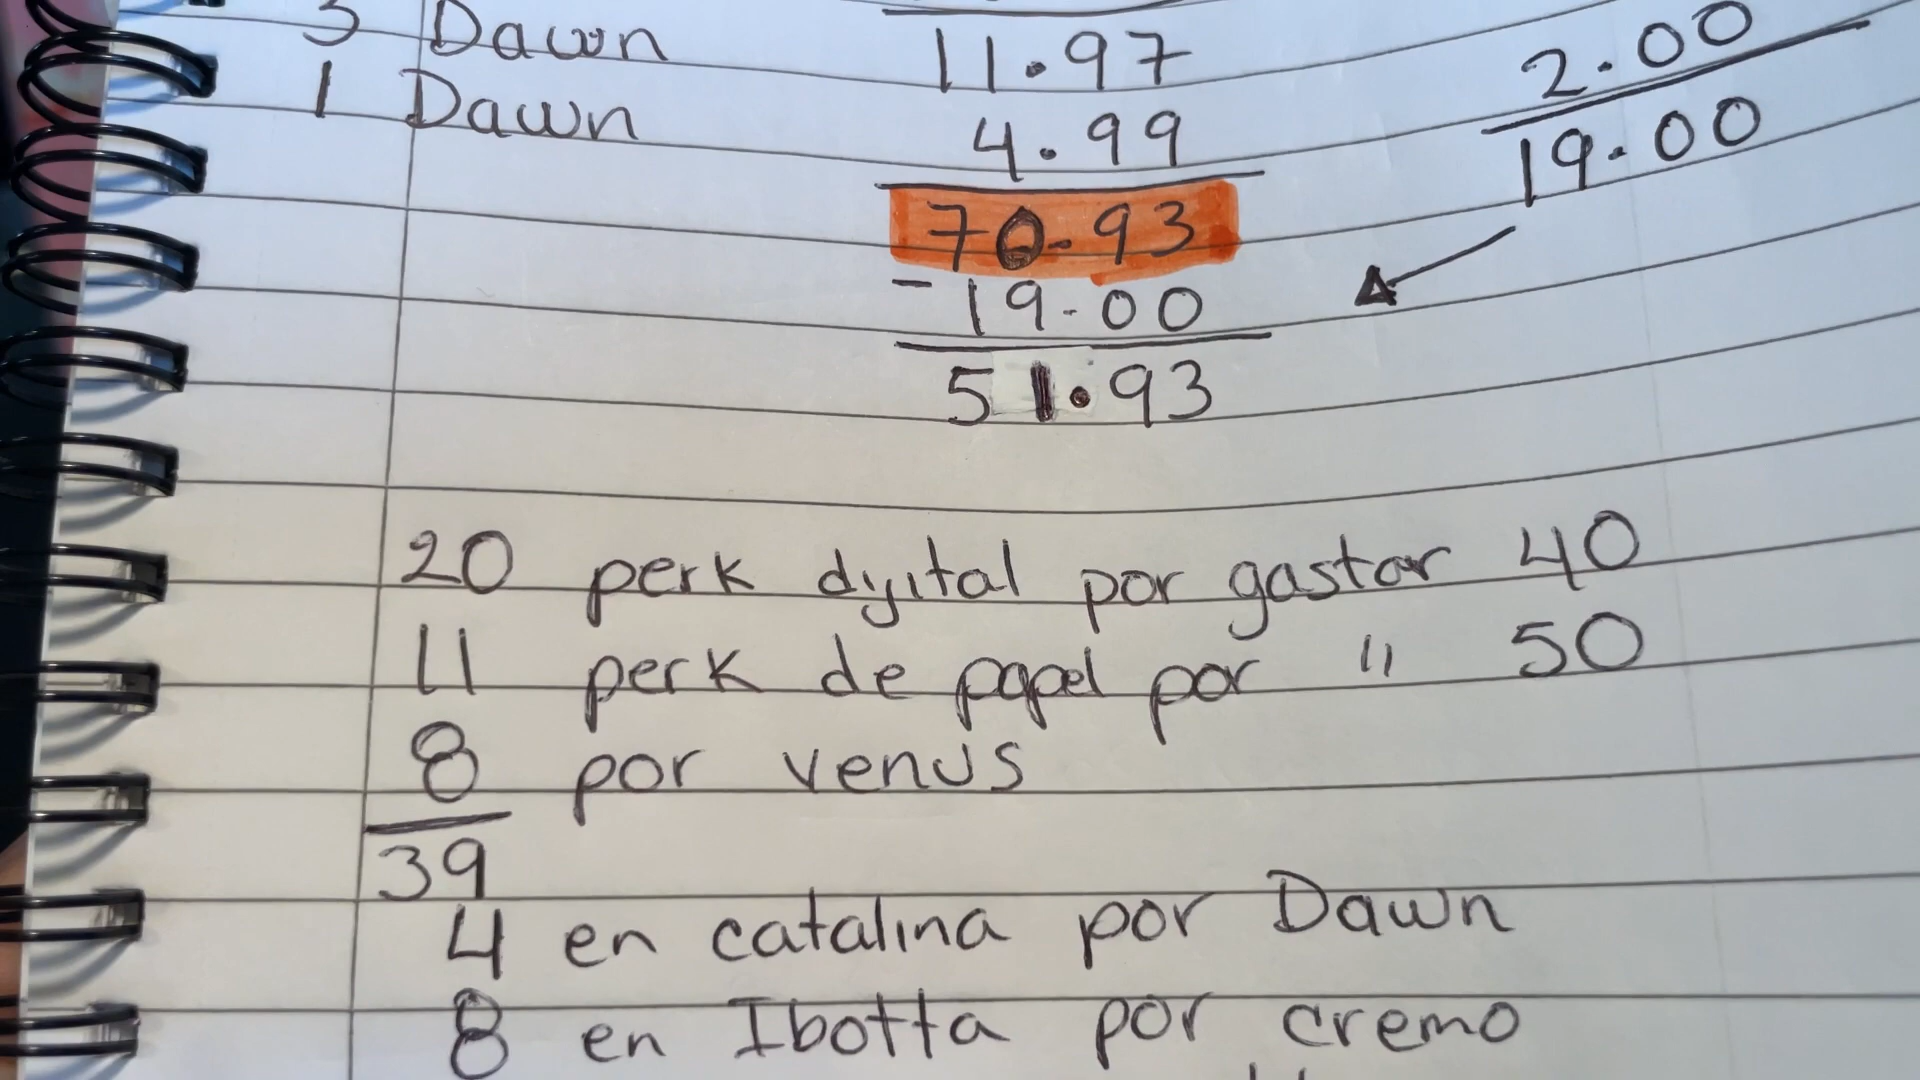 3 Dawn 11.97
1 Dawn 4.99
2.00
19.00
70.93
- 19.00
51.93
20 perk dyital por gastar 40
11 perk de papel por " 50
8 por venus
39
4 en catalina por Dawn
8 en Ibotta por cremo